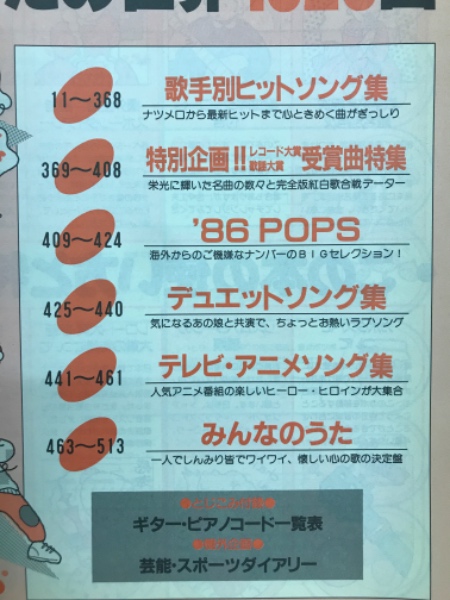 歌手別ヒットソング集
11〜368
ナツメロから最新ヒットまで心ときめく曲がぎっしり
特別企画!!レコード大賞 歌謡大賞 受賞曲特集
369〜408
栄光に輝いた名曲の数々と完全版紅白歌合戦データー
'86 POPS
409〜424
海外からのご機嫌なナンバーのBIGセレクション!
デュエットソング集
425〜440
気になるあの娘と共演で、ちょっとお熱いラブソング
テレビ・アニメソング集
441〜461
人気アニメ番組の楽しいヒーロー・ヒロインが大集合
みんなのうた
463〜513
一人でしんみり皆でワイワイ、懐しい心の歌の決定盤
ギター・ピアノコード一覧表
芸能・スポーツダイアリー